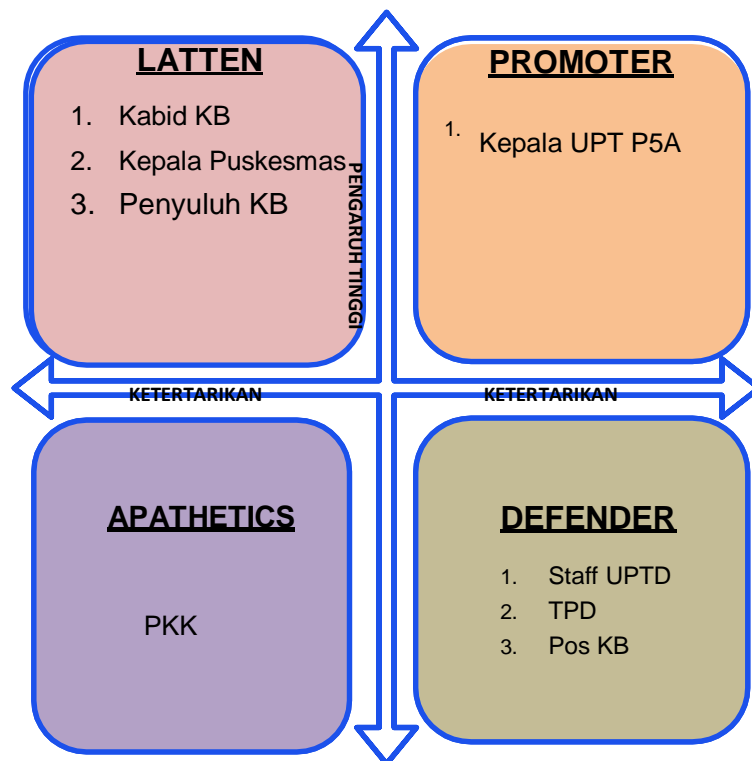 LATTEN
1. Kabid KB
2. Kepala Puskesmas
3. Penyuluh KB
PROMOTER
1. Kepala UPT P5A
PENGARUH TINGGI
KETERTARIKAN
KETERTARIKAN
APATHETICS
PKK
DEFENDER
1. Staff UPTD
2. TPD
3. Pos KB